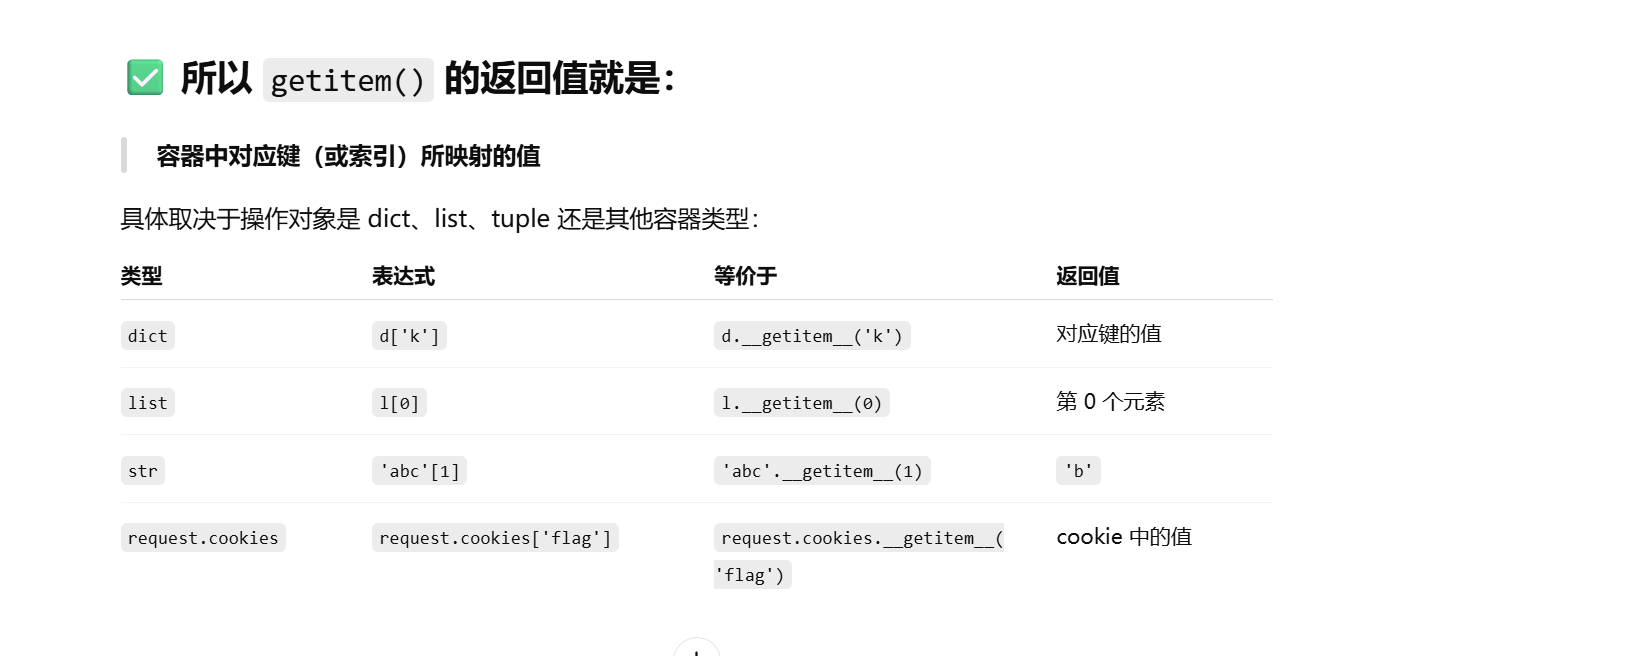 ✅ 所以 getitem() 的返回值就是：
容器中对应键（或索引）所映射的值
具体取决于操作对象是 dict、list、tuple 还是其他容器类型：
类型 表达式 等价于 返回值
dict d['k'] d.__getitem__('k') 对应键的值
list l[0] l.__getitem__(0) 第 0 个元素
str 'abc'[1] 'abc'.__getitem__(1) 'b'
request.cookies request.cookies['flag'] request.cookies.__getitem__( cookie 中的值
'flag')